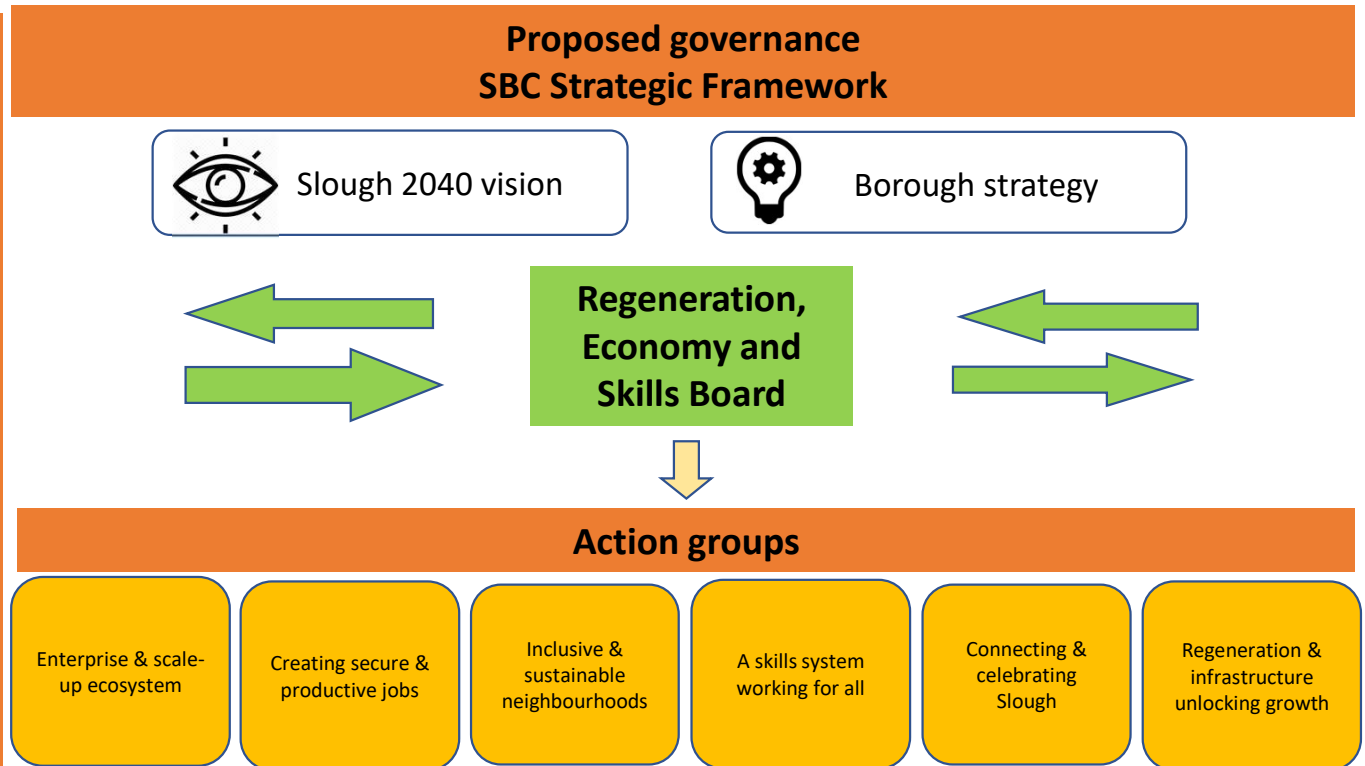 Proposed governance
SBC Strategic Framework
Slough 2040 vision
Borough strategy
Regeneration,
Economy and
Skills Board
Action groups
Enterprise & scale-
up ecosystem
Creating secure &
productive jobs
Inclusive &
sustainable
neighbourhoods
A skills system
working for all
Connecting &
celebrating
Slough
Regeneration &
infrastructure
unlocking growth